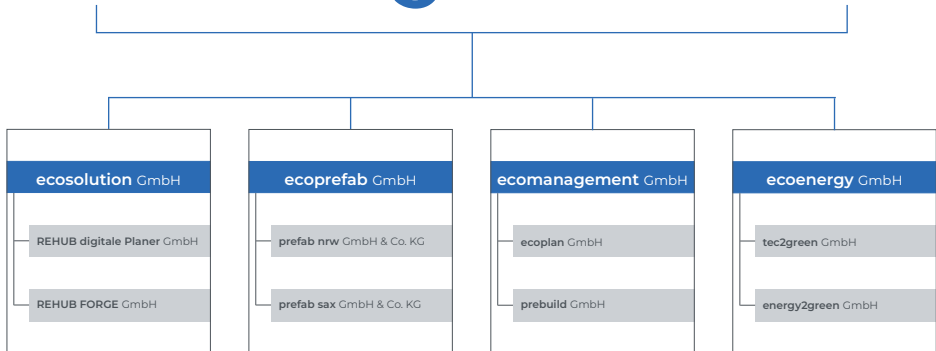 ecosolution GmbH
REHUB digitale Planer GmbH
REHUB FORGE GmbH
ecoprefab GmbH
prefab nrw GmbH & Co. KG
prefab sax GmbH & Co. KG
ecomanagement GmbH
ecoplan GmbH
prebuild GmbH
ecoenergy GmbH
tec2green GmbH
energy2green GmbH